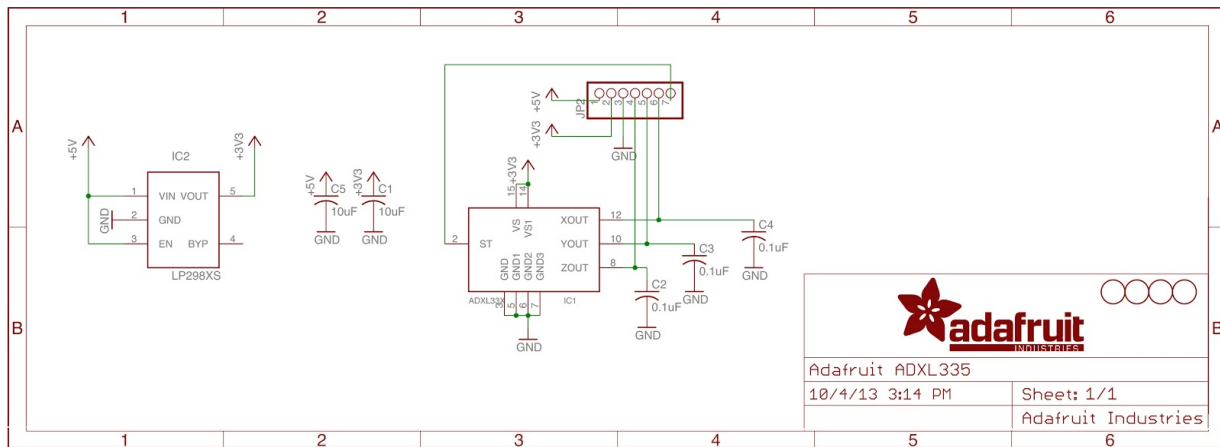 1 2 3 4 5 6
A
A
B
B
+5V
+3V3
IC2
1 VIN VOUT 5
GND 2 GND
3 EN BYP 4
LP298XS
+5V C5
10uF
GND
+3V3 C1
10uF
GND
+5V
+3V3
JP2
1 2 3 4 5 6 7
GND
+3V3
15 14
VS VS1
2 ST
XOUT 12
YOUT 10
ZOUT 8
GND GND1 GND2 GND3
ADXL33X
IC1
3 5 6 7
GND
C4
0.1uF
GND
C3
0.1uF
GND
C2
0.1uF
GND
adafruit
INDUSTRIES
Adafruit ADXL335
10/4/13 3:14 PM
Sheet: 1/1
Adafruit Industries
1 2 3 4 5 6